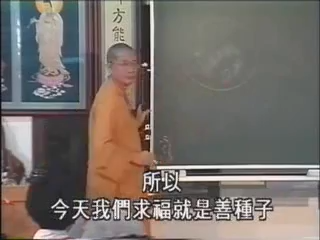 方能
所以
今天我們求福就是善種子